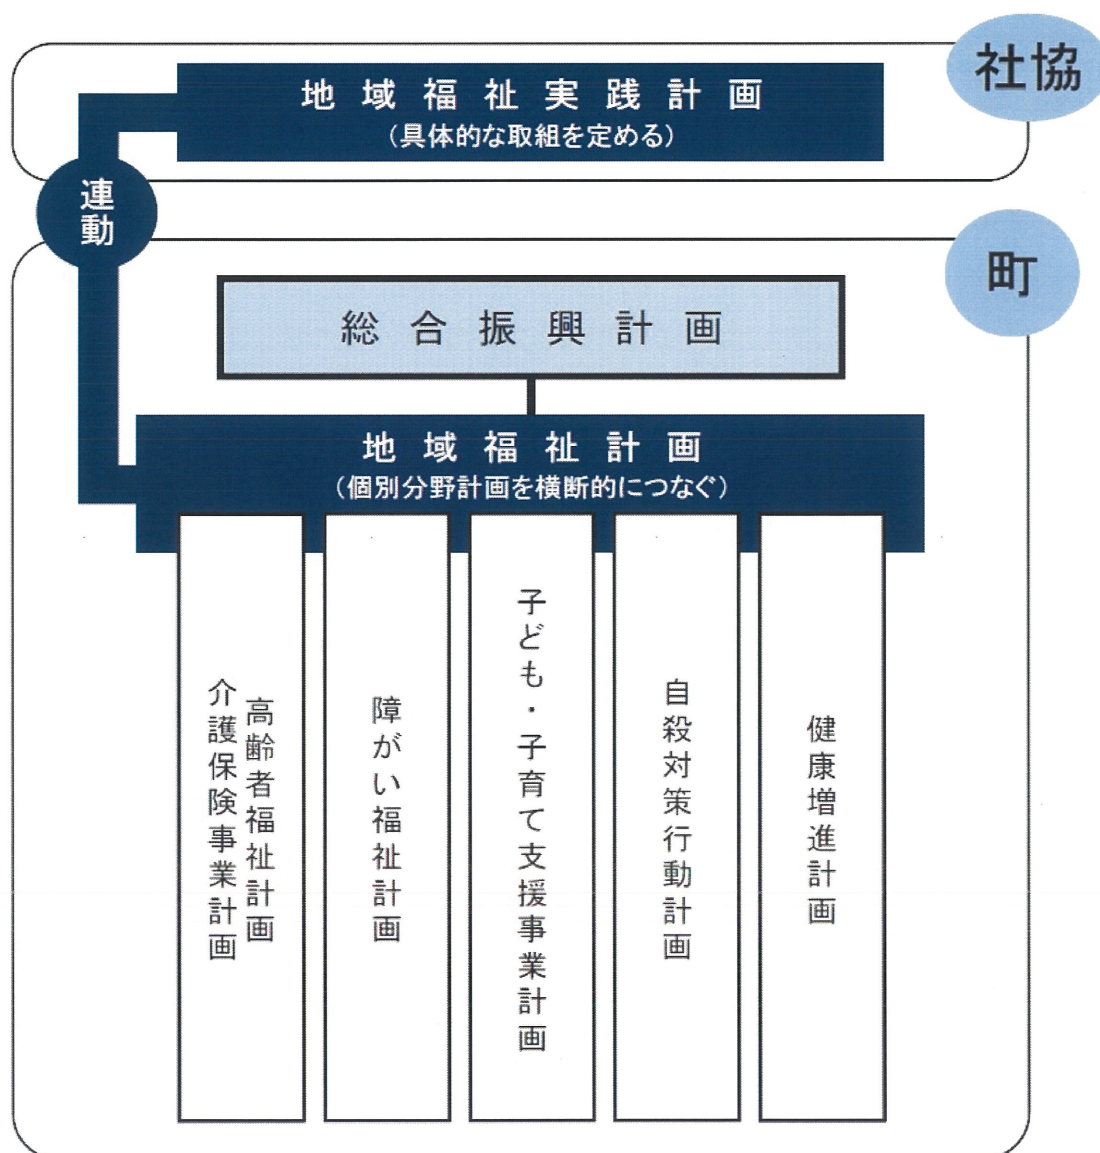 社協
地域福祉実践計画
(具体的な取組を定める)
連動
町
総合振興計画
地域福祉計画
(個別分野計画を横断的につなぐ)
高齢者福祉計画
介護保険事業計画
障がい福祉計画
子ども・子育て支援事業計画
自殺対策行動計画
健康増進計画